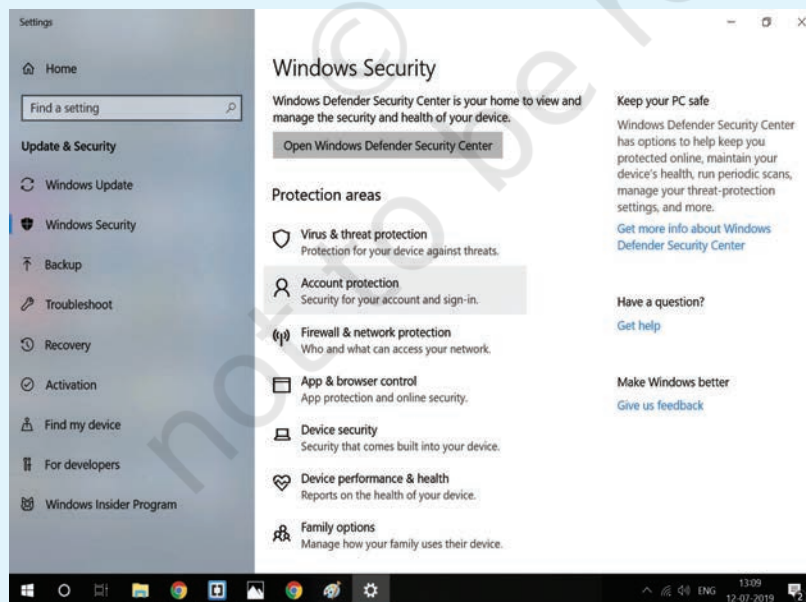 Settings
Home
Find a setting
Update & Security
Windows Update
Windows Security
Backup
Troubleshoot
Recovery
Activation
Find my device
For developers
Windows Insider Program
Windows Security
Windows Defender Security Center is your home to view and
manage the security and health of your device.
Open Windows Defender Security Center
Protection areas
Virus & threat protection
Protection for your device against threats.
Account protection
Security for your account and sign-in.
Firewall & network protection
Who and what can access your network.
App & browser control
App protection and online security.
Device security
Security that comes built into your device.
Device performance & health
Reports on the health of your device.
Family options
Manage how your family uses their device.
Keep your PC safe
Windows Defender Security Center
has options to help keep you
protected online, maintain your
device's health, run periodic scans,
manage your threat-protection
settings, and more.
Get more info about Windows
Defender Security Center
Have a question?
Get help
Make Windows better
Give us feedback
ENG
13:09
12-07-2019
2
©
not to be re